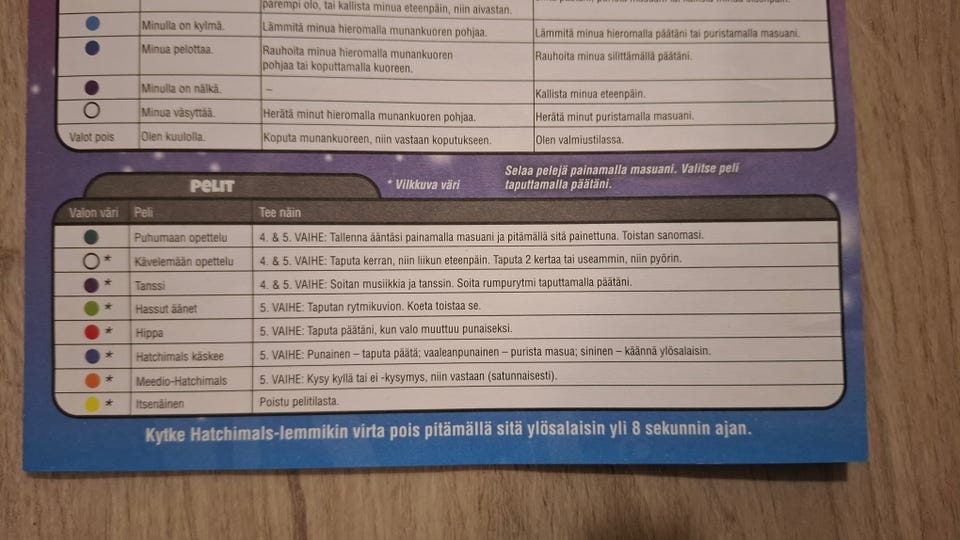 parempi olo, tai kallista minua eteenpäin, niin aivastan.
Minulla on kylmä. Lämmitä minua hieromalla munankuoren pohjaa. Lämmitä minua hieromalla päätäni tai puristamalla masuani.
Minua pelottaa. Rauhoita minua hieromalla munankuoren Rauhoita minua silittämällä päätäni.
pohjaa tai koputtamalla kuoreen.
Minulla on nälkä. – Kallista minua eteenpäin.
Minua väsyttää. Herätä minut hieromalla munankuoren pohjaa. Herätä minut puristamalla masuani.
Valot pois Olen kuulolla. Koputa munankuoreen, niin vastaan koputukseen. Olen valmiustilassa.
PELIT
* Vilkkuva väri
Selaa pelejä painamalla masuani. Valitse peli
taputtamalla päätäni.
Valon väri Peli Tee näin
Puhumaan opettelu 4. & 5. VAIHE: Tallenna ääntäsi painamalla masuani ja pitämällä sitä painettuna. Toistan sanomasi.
* Kävelemään opettelu 4. & 5. VAIHE: Taputa kerran, niin liikun eteenpäin. Taputa 2 kertaa tai useammin, niin pyörin.
* Tanssi 4. & 5. VAIHE: Soitan musiikkia ja tanssin. Soita rumpurytmi taputtamalla päätäni.
* Hassut äänet 5. VAIHE: Taputan rytmikuvion. Koeta toistaa se.
* Hippa 5. VAIHE: Taputa päätäni, kun valo muuttuu punaiseksi.
* Hatchimals käskee 5. VAIHE: Punainen – taputa päätä; vaaleanpunainen – purista masua; sininen – käännä ylösalaisin.
* Meedio-Hatchimals 5. VAIHE: Kysy kyllä tai ei -kysymys, niin vastaan (satunnaisesti).
* Itsenäinen Poistu pelitilasta.
Kytke Hatchimals-lemmikin virta pois pitämällä sitä ylösalaisin yli 8 sekunnin ajan.